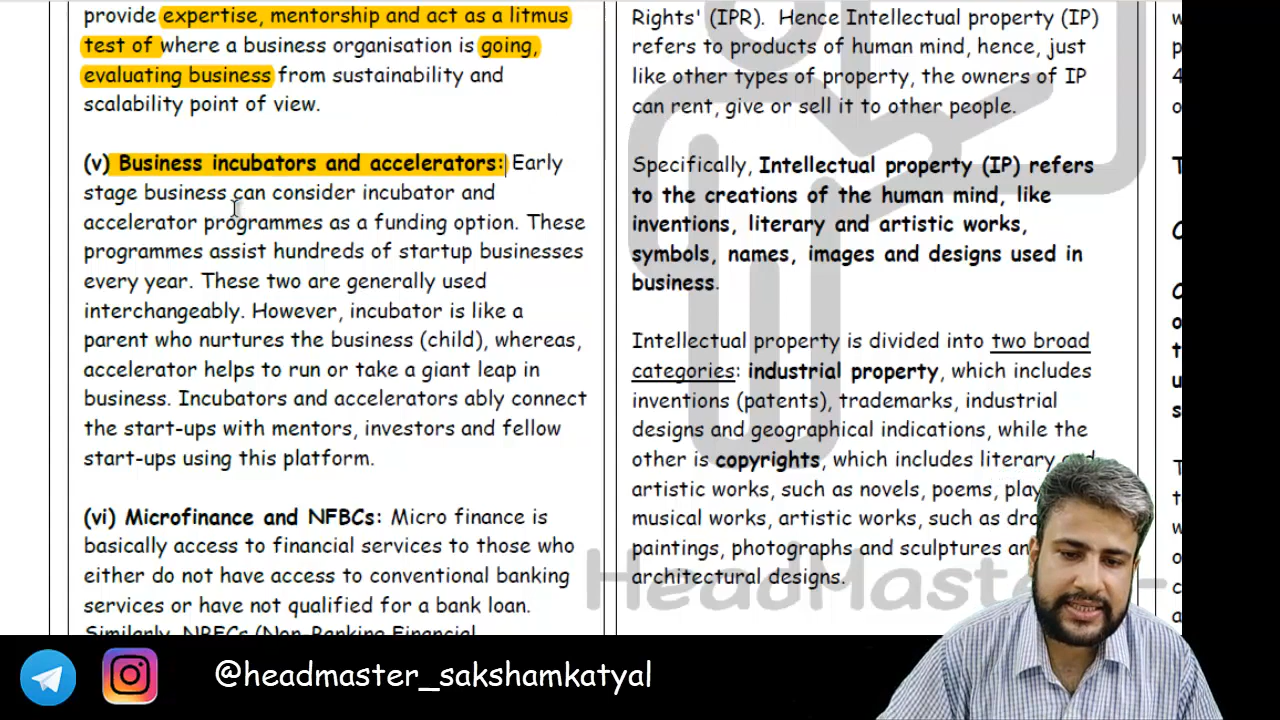 provide expertise, mentorship and act as a litmus
test of where a business organisation is going,
evaluating business from sustainability and
scalability point of view.
(v) Business incubators and accelerators: Early
stage business can consider incubator and
accelerator programmes as a funding option. These
programmes assist hundreds of startup businesses
every year. These two are generally used
interchangeably. However, incubator is like a
parent who nurtures the business (child), whereas,
accelerator helps to run or take a giant leap in
business. Incubators and accelerators ably connect
the start-ups with mentors, investors and fellow
start-ups using this platform.
(vi) Microfinance and NFBCs: Micro finance is
basically access to financial services to those who
either do not have access to conventional banking
services or have not qualified for a bank loan.
Similarly, NBFCs (Non-Banking Financial
Rights' (IPR). Hence Intellectual property (IP)
refers to products of human mind, hence, just
like other types of property, the owners of IP
can rent, give or sell it to other people.
Specifically, Intellectual property (IP) refers
to the creations of the human mind, like
inventions, literary and artistic works,
symbols, names, images and designs used in
business.
Intellectual property is divided into two broad
categories: industrial property, which includes
inventions (patents), trademarks, industrial
designs and geographical indications, while the
other is copyrights, which includes literary and
artistic works, such as novels, poems,
musical works, artistic works, such as
paintings, photographs and sculptures
architectural designs.
HeadMaster
@headmaster_sakshamkatyal